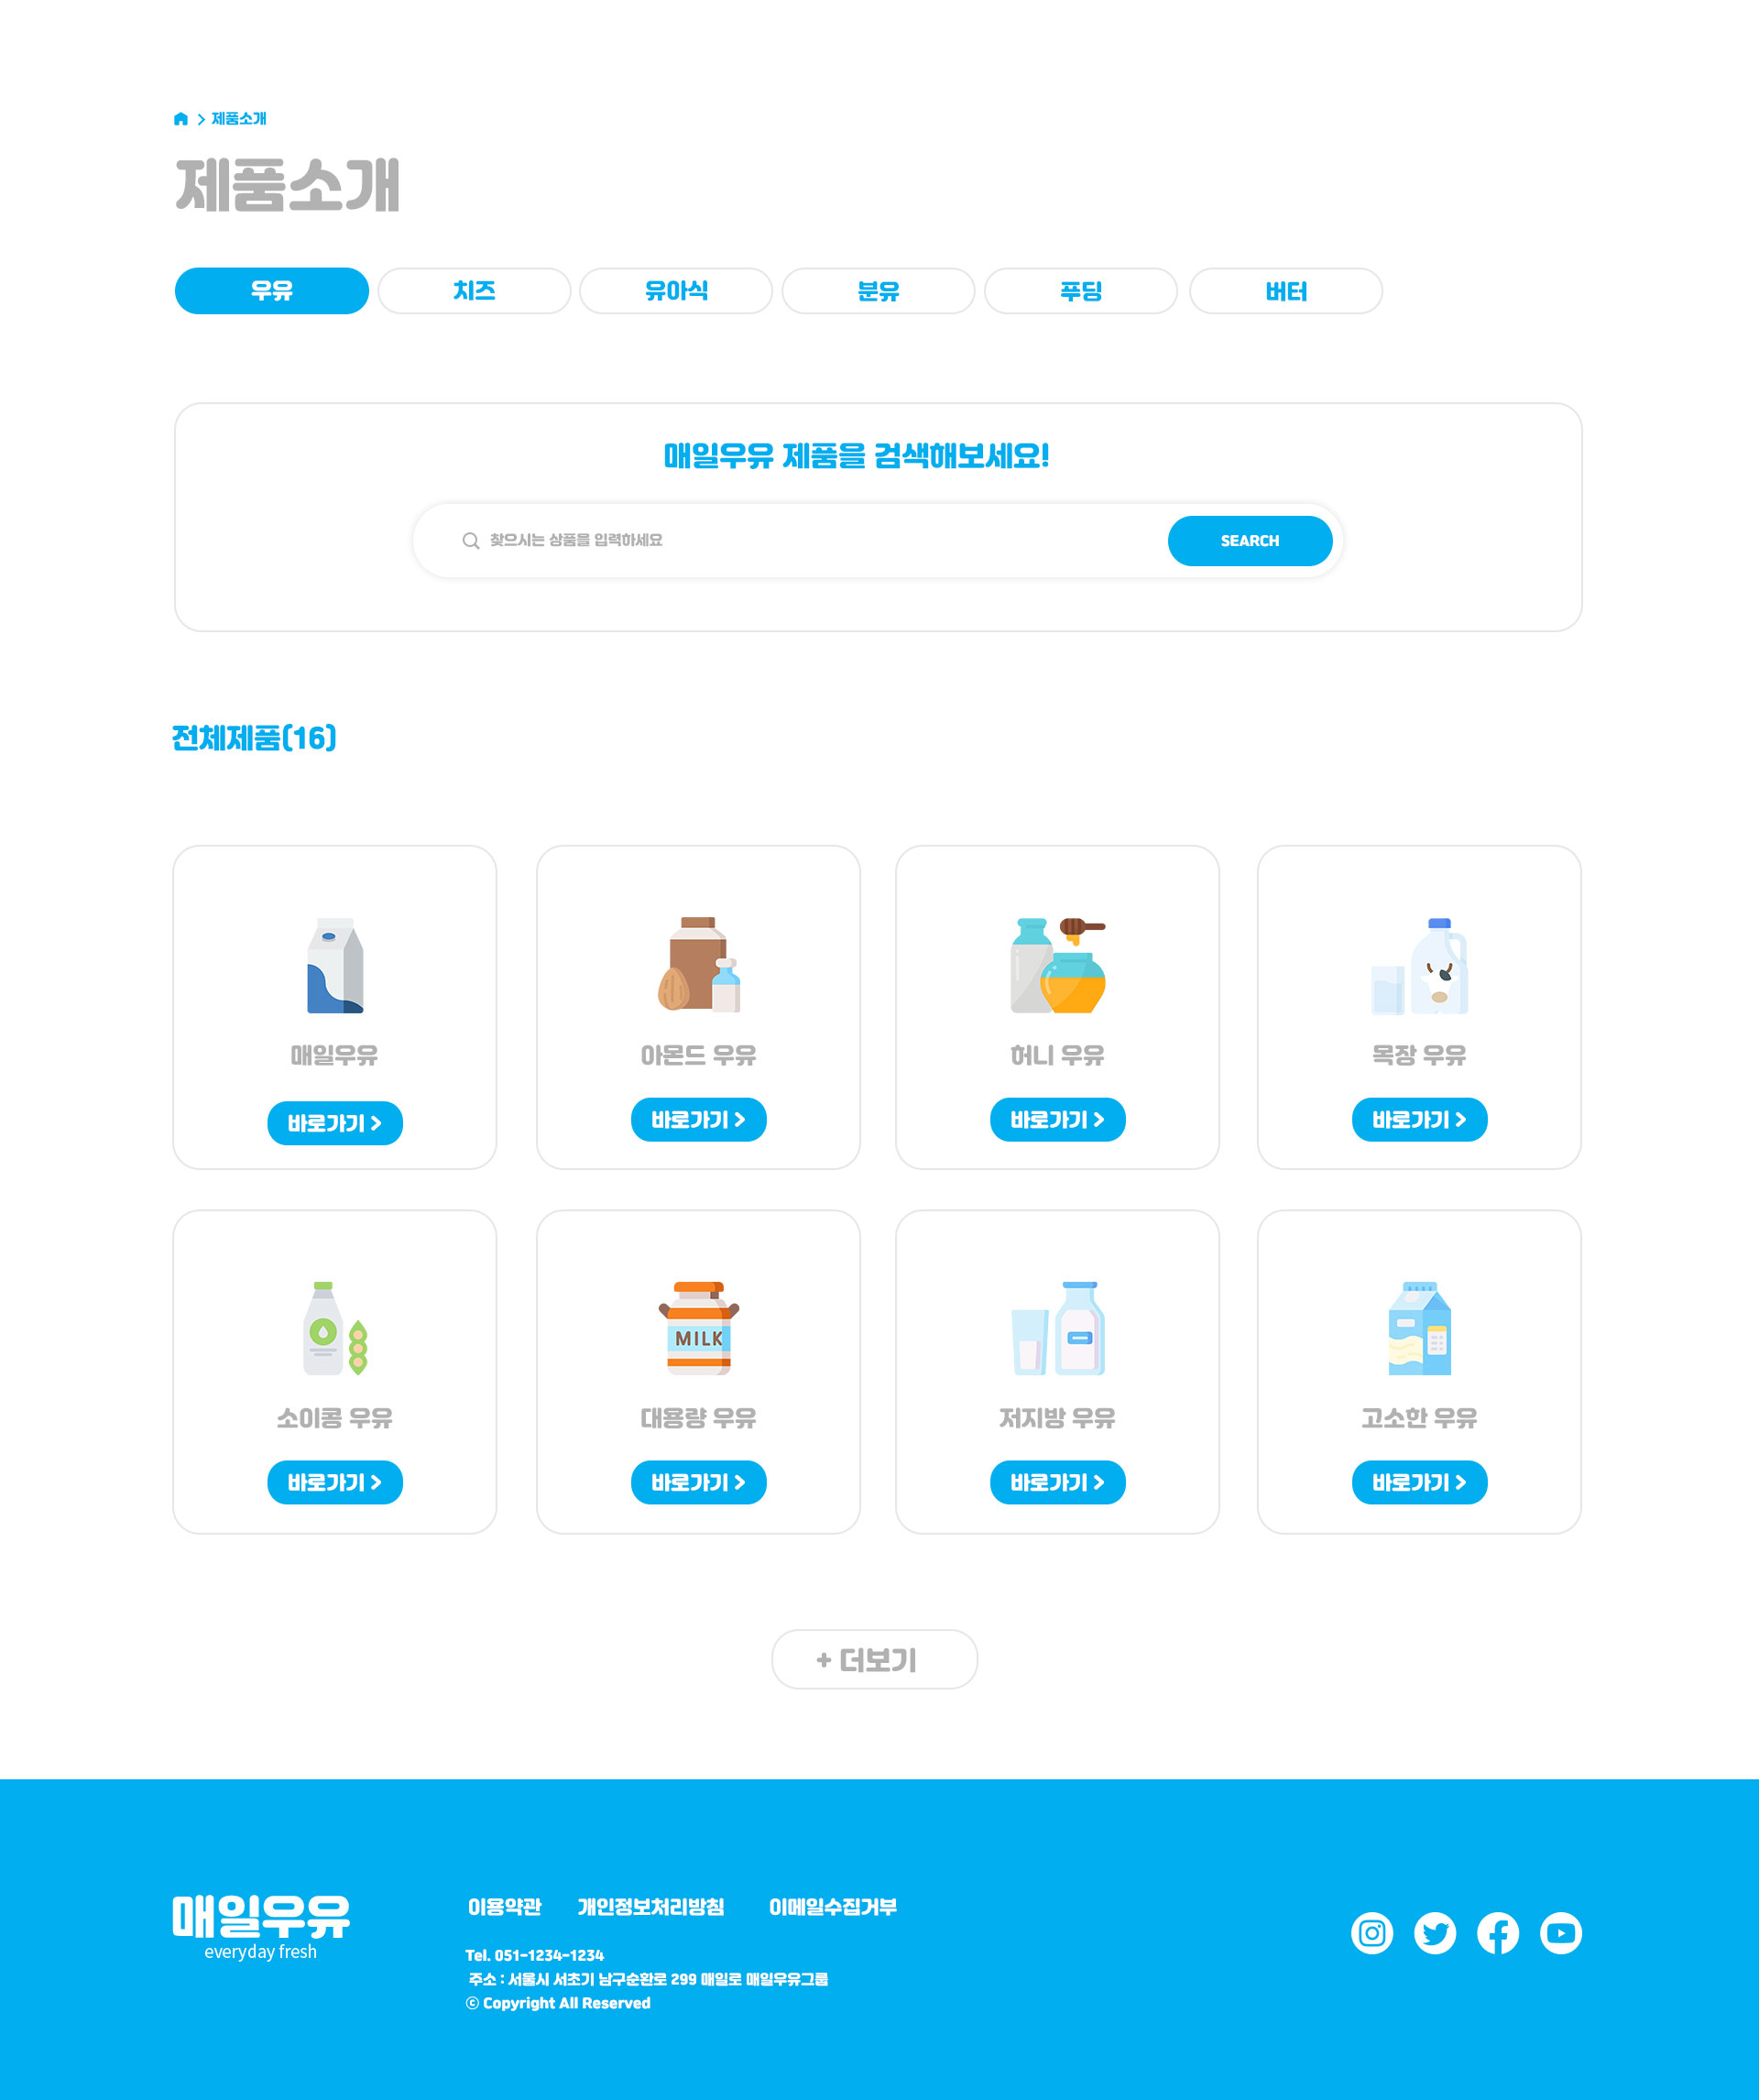 제품소개
제품소개
우유 치즈 유아식 분유 푸딩 버터
매일우유 제품을 검색해보세요!
찾으시는 상품을 입력하세요 SEARCH
전체제품(16)
매일우유 아몬드 우유 허니 우유 목장 우유
바로가기 > 바로가기 > 바로가기 > 바로가기 >
MILK
소이콩 우유 대용량 우유 저지방 우유 고소한 우유
바로가기 > 바로가기 > 바로가기 > 바로가기 >
+ 더보기
매일우유
everyday fresh
이용약관 개인정보처리방침 이메일수집거부
Tel. 051-1234-1234
주소 : 서울시 서초기 남구순환로 299 매일로 매일우유그룹
ⓒ Copyright All Reserved